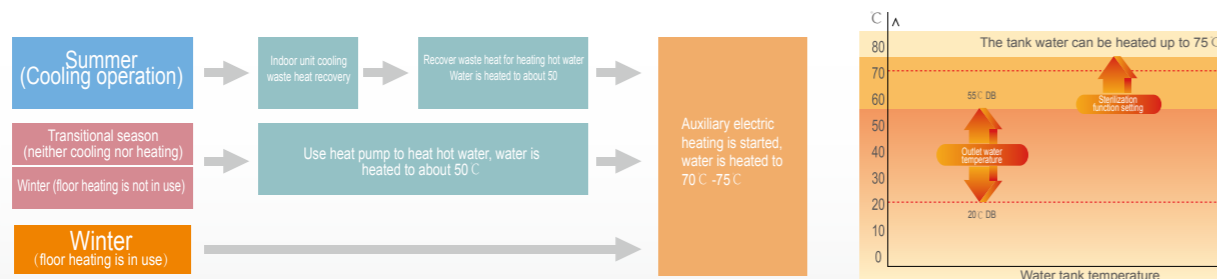 Summer
(Cooling operation)
Indoor unit cooling
waste heat recovery
Recover waste heat for heating hot water
Water is heated to about 50
Transitional season
(neither cooling nor heating)
Winter (floor heating is not in use)
Use heat pump to heat hot water, water is
heated to about 50℃
Winter
(floor heating is in use)
Auxiliary electric
heating is started,
water is heated to
70℃ -75℃
℃
80
70
60
50
40
30
20
10
0
The tank water can be heated up to 75℃
55℃ DB
Sterilization
function setting
Outlet water
temperature
20℃ DB
Water tank temperature